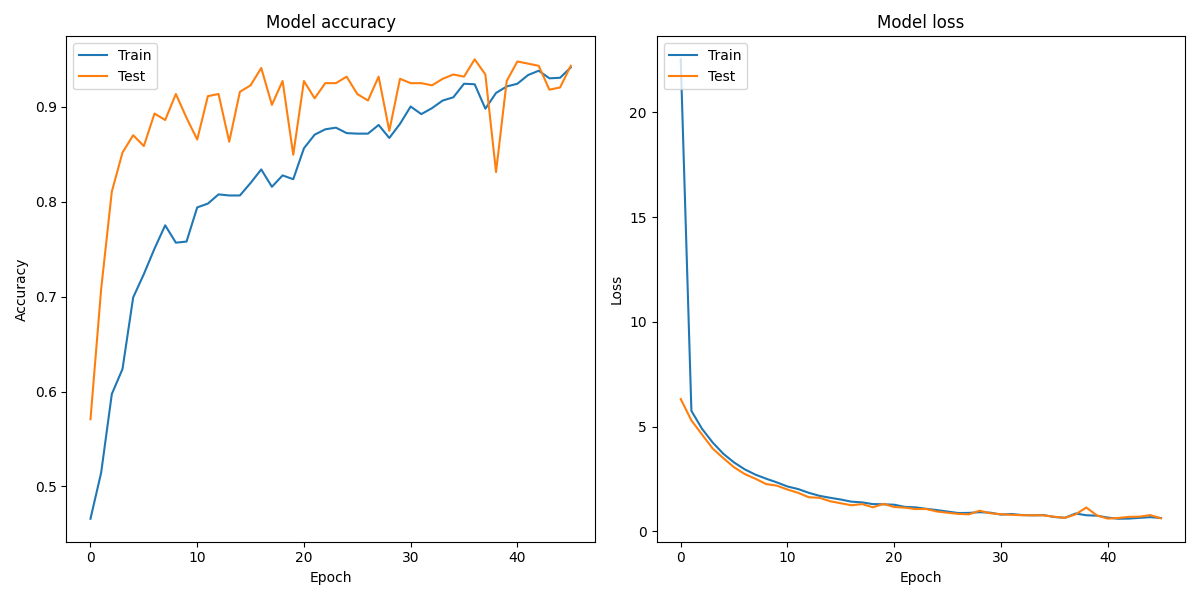 Model accuracy
Train
Test
0.9
0.8
0.7
0.6
0.5
Accuracy
0 10 20 30 40
Epoch
Model loss
Train
Test
20
15
10
5
0
Loss
0 10 20 30 40
Epoch